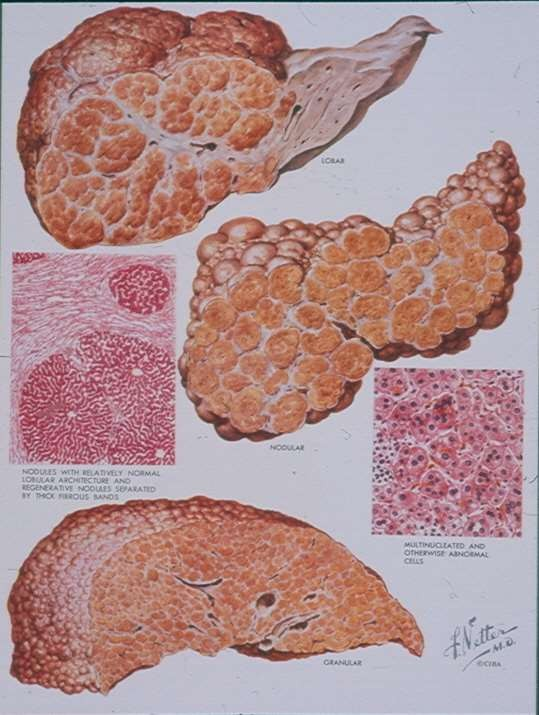 LOBAR
NODULAR
NODULES WITH RELATIVELY NORMAL
LOBULAR ARCHITECTURE AND
REGENERATIVE NODULES SEPARATED
BY THICK FIBROUS BANDS
MULTINUCLEATED AND
OTHERWISE ABNORMAL
CELLS
GRANULAR
F. Netter
M.D.
©CIBA